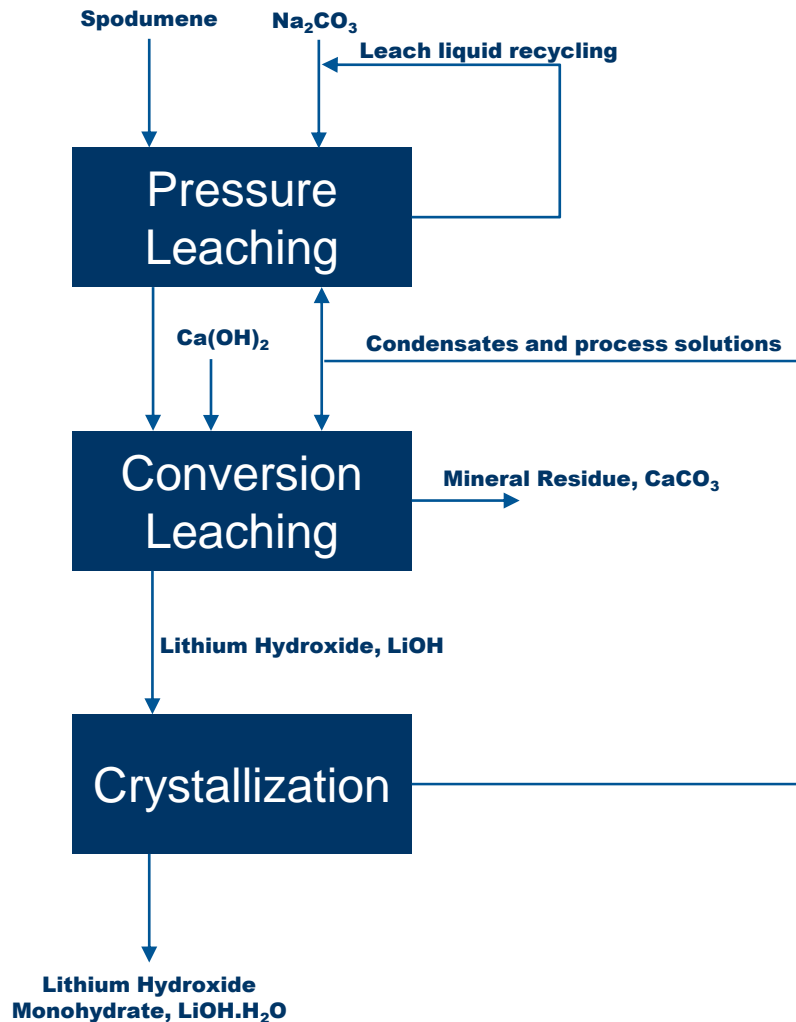 Spodumene
Na₂CO₃
Leach liquid recycling
Pressure
Leaching
Ca(OH)₂
Condensates and process solutions
Conversion
Leaching
Mineral Residue, CaCO₃
Lithium Hydroxide, LiOH
Crystallization
Lithium Hydroxide
Monohydrate, LiOH.H₂O